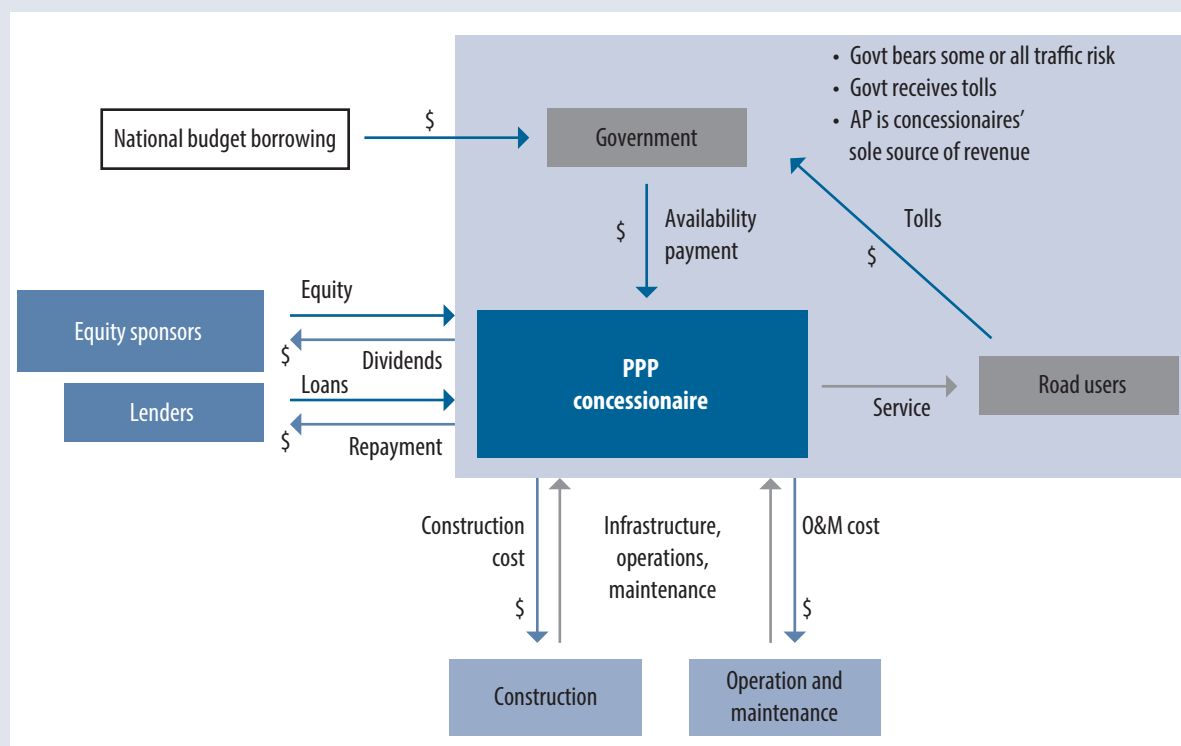 • Govt bears some or all traffic risk
• Govt receives tolls
• AP is concessionaires’
sole source of revenue
National budget borrowing
$
Government
$
Availability
payment
Tolls
$
Equity sponsors
Equity
$
Dividends
Lenders
Loans
$
Repayment
PPP
concessionaire
Service
Road users
Construction
cost
$
Infrastructure,
operations,
maintenance
O&M cost
$
Construction
Operation and
maintenance